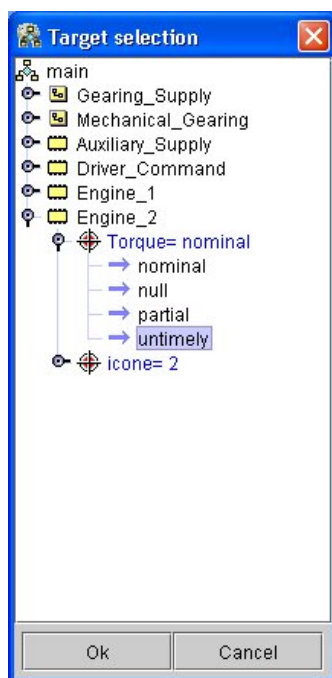 Target selection
main
Gearing_Supply
Mechanical_Gearing
Auxiliary_Supply
Driver_Command
Engine_1
Engine_2
Torque= nominal
nominal
null
partial
untimely
icone= 2
Ok Cancel